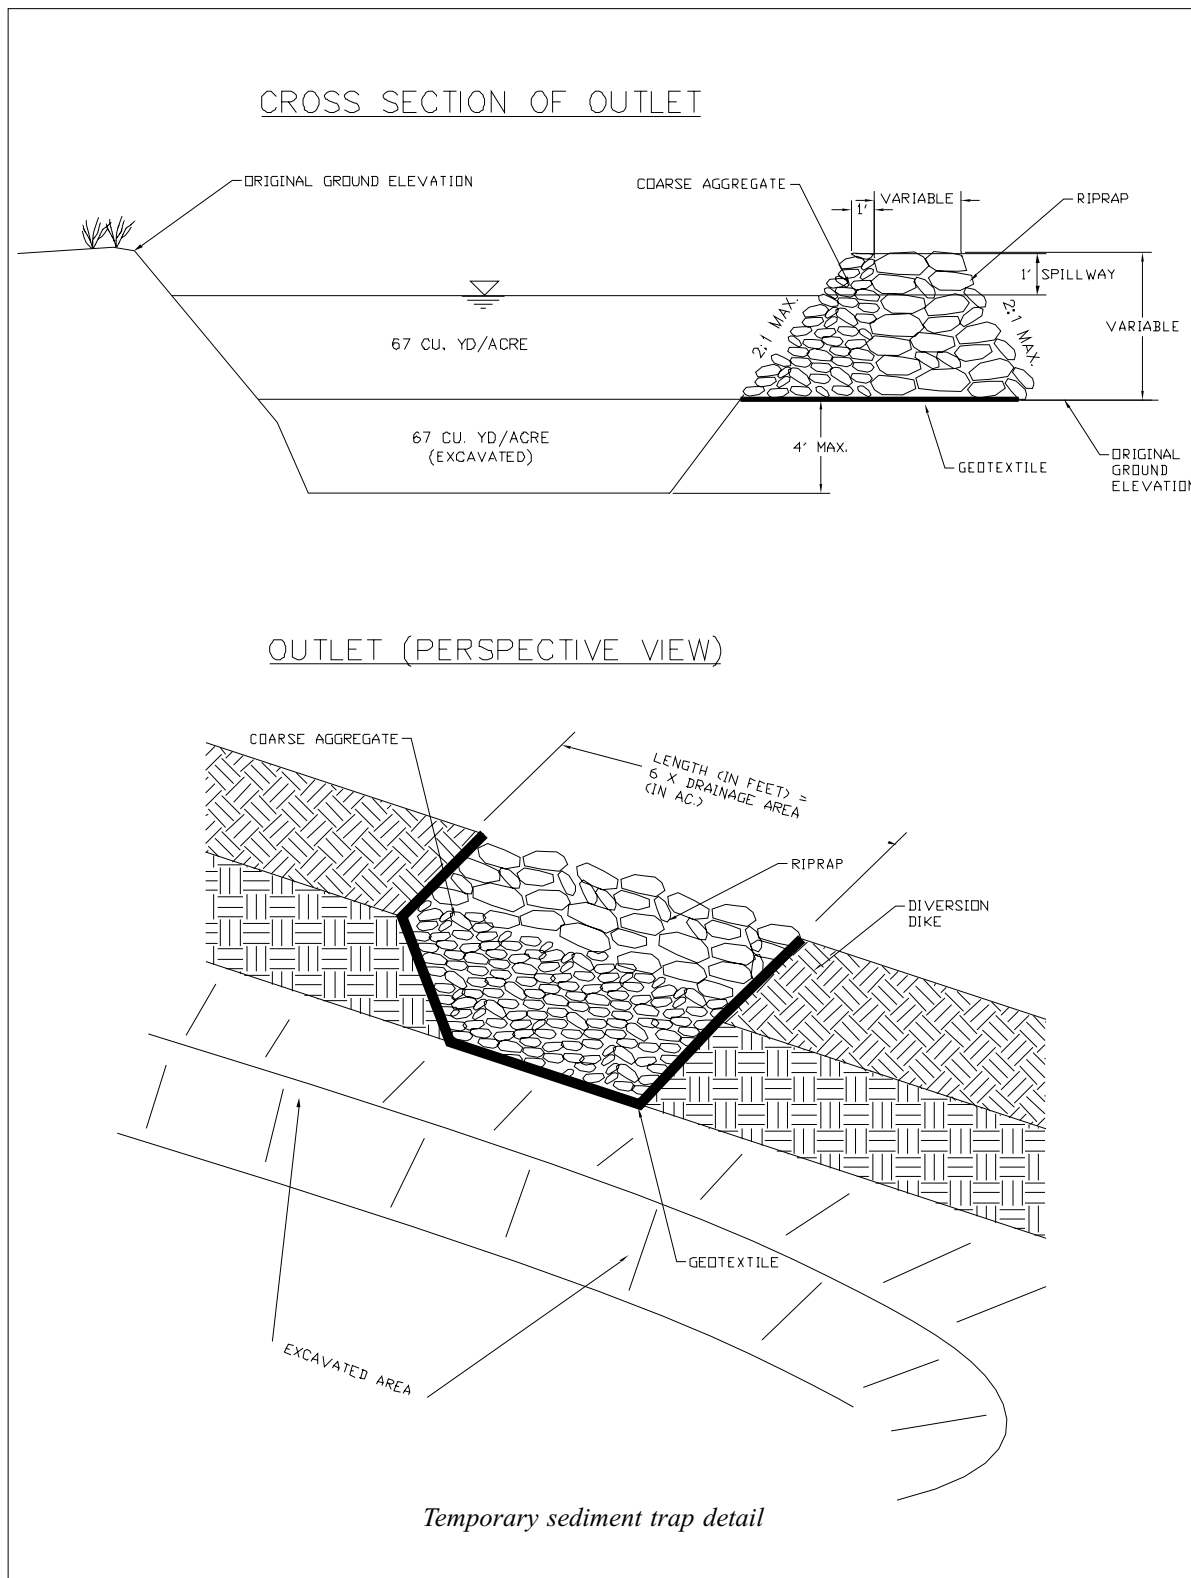 CROSS SECTION OF OUTLET
ORIGINAL GROUND ELEVATION
COARSE AGGREGATE
1'
VARIABLE
RIPRAP
1' SPILLWAY
VARIABLE
67 CU. YD/ACRE
2:1 MAX.
2:1 MAX.
67 CU. YD/ACRE
(EXCAVATED)
4' MAX.
GEOTEXTILE
ORIGINAL
GROUND
ELEVATION
OUTLET (PERSPECTIVE VIEW)
COARSE AGGREGATE
LENGTH (IN FEET) =
6 X DRAINAGE AREA
(IN AC.)
RIPRAP
DIVERSION
DIKE
GEOTEXTILE
EXCAVATED AREA
Temporary sediment trap detail